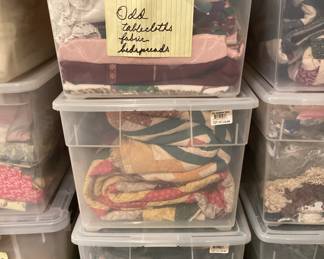 Odd
tablecloths
fabric
bedspreads